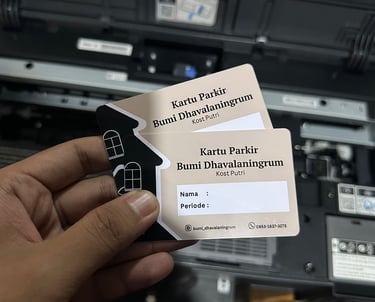 Kartu Parkir
Bumi Dhavalaningrum
Kost Putri
Kartu Parkir
Bumi Dhavalaningrum
Kost Putri
Nama :
Periode :
bumi_dhavalaningrum